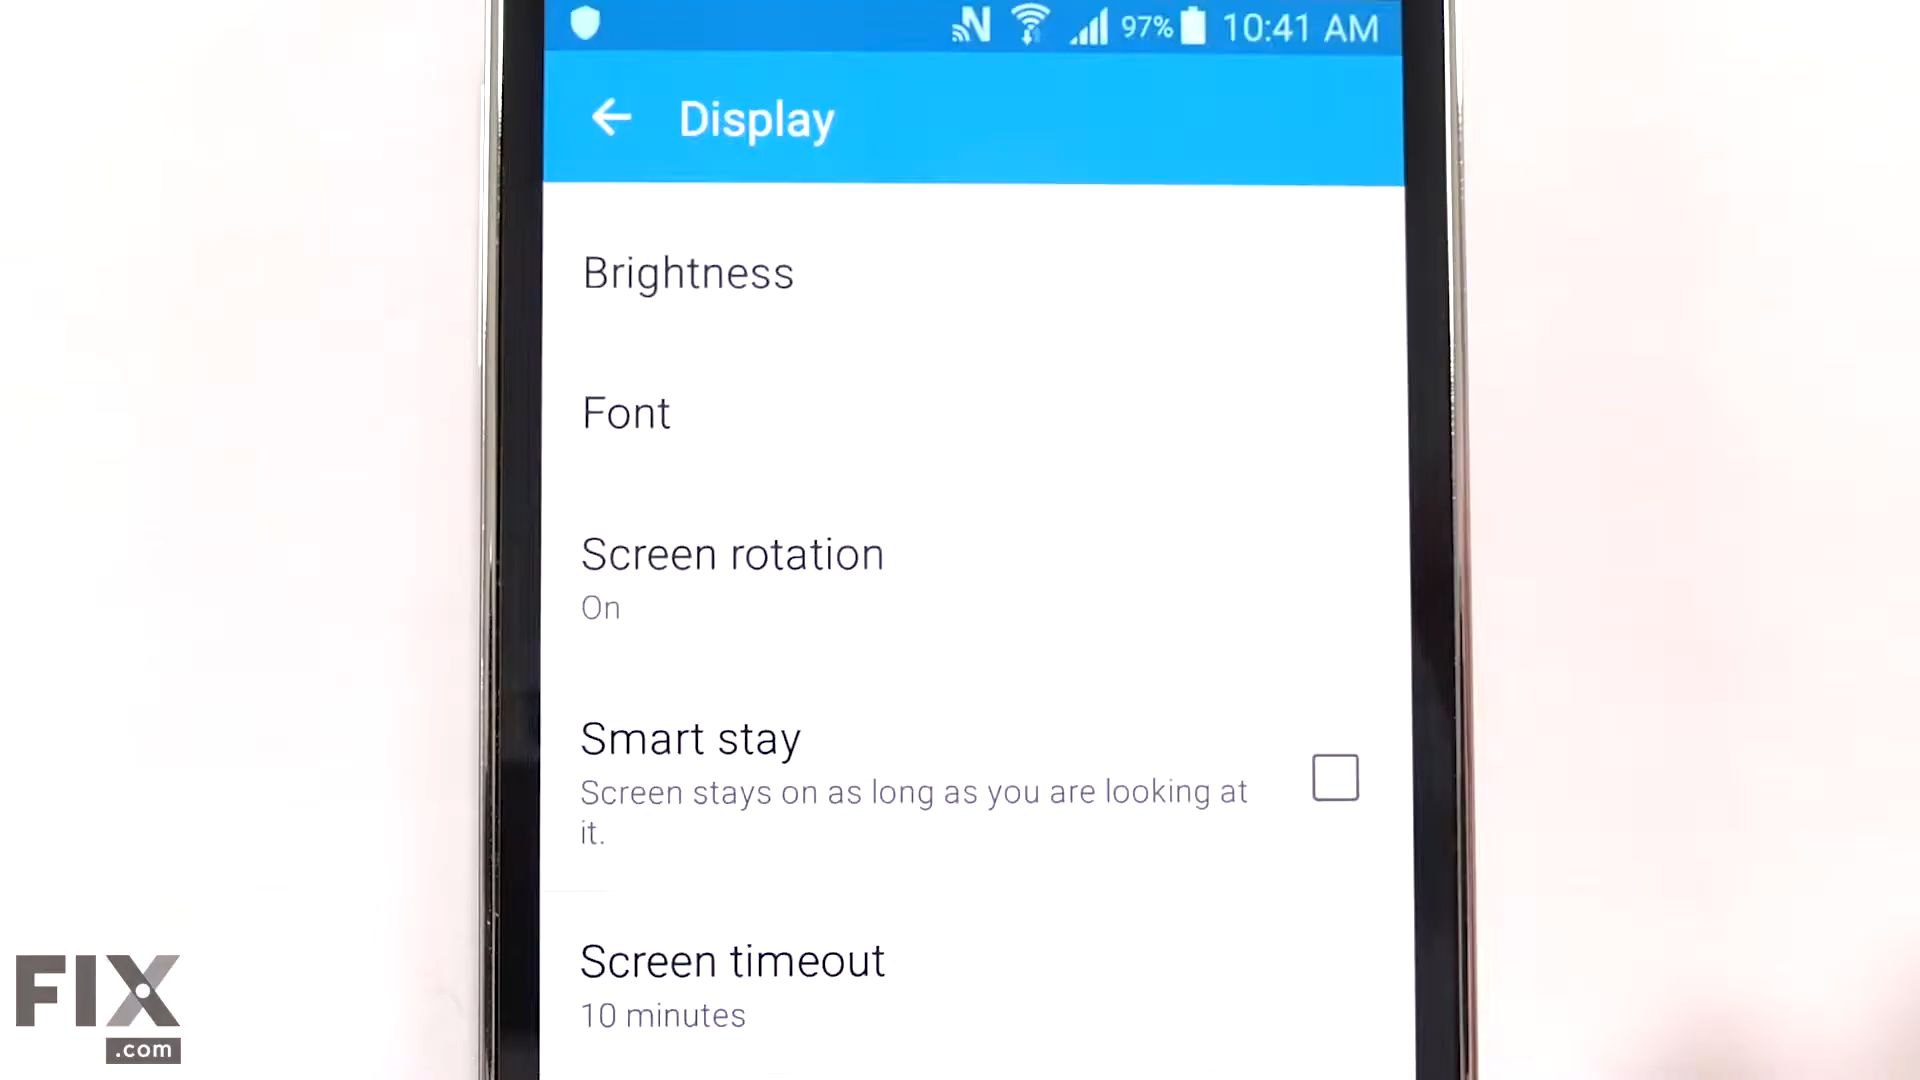 97% 10:41 AM
Display
Brightness
Font
Screen rotation
On
Smart stay
Screen stays on as long as you are looking at
it.
Screen timeout
10 minutes
FIX
.com